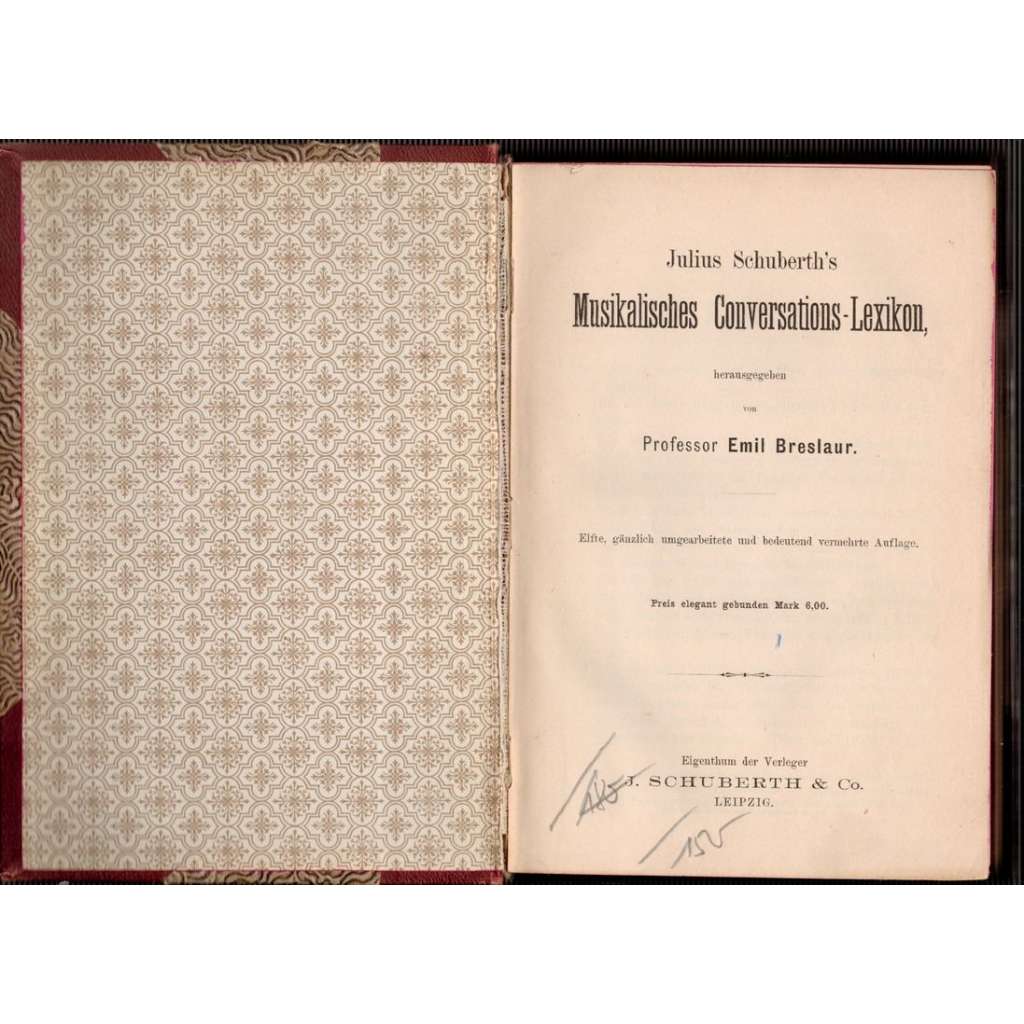 Julius Schuberth's
Musikalisches Conversations-Lexikon,
herausgegeben
von
Professor Emil Breslaur.
Elfte, gänzlich umgearbeitete und bedeutend vermehrte Auflage.
Preis elegant gebunden Mark 6,00.
Eigenthum der Verleger
J. SCHUBERTH & Co.
LEIPZIG.